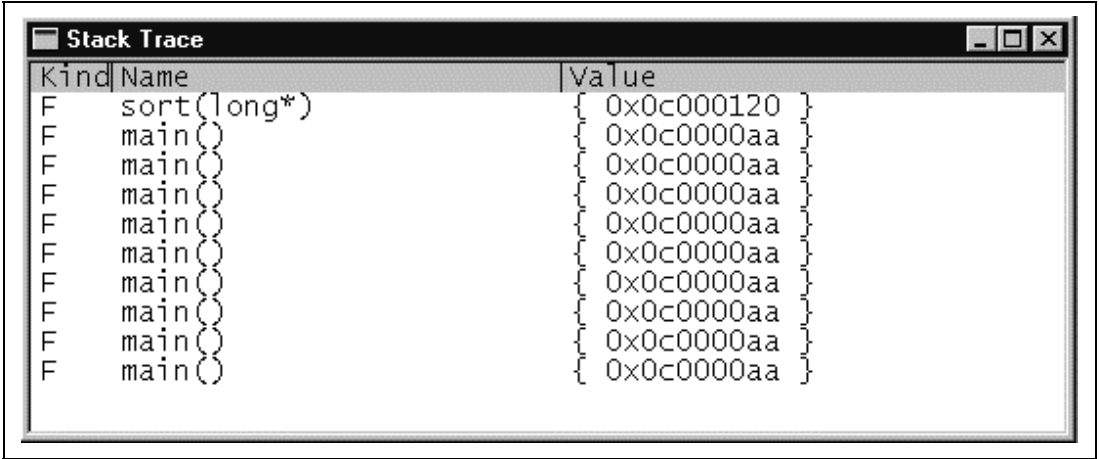 Stack Trace
Kind Name Value
F sort(long*) { 0x0c000120 }
F main() { 0x0c0000aa }
F main() { 0x0c0000aa }
F main() { 0x0c0000aa }
F main() { 0x0c0000aa }
F main() { 0x0c0000aa }
F main() { 0x0c0000aa }
F main() { 0x0c0000aa }
F main() { 0x0c0000aa }
F main() { 0x0c0000aa }